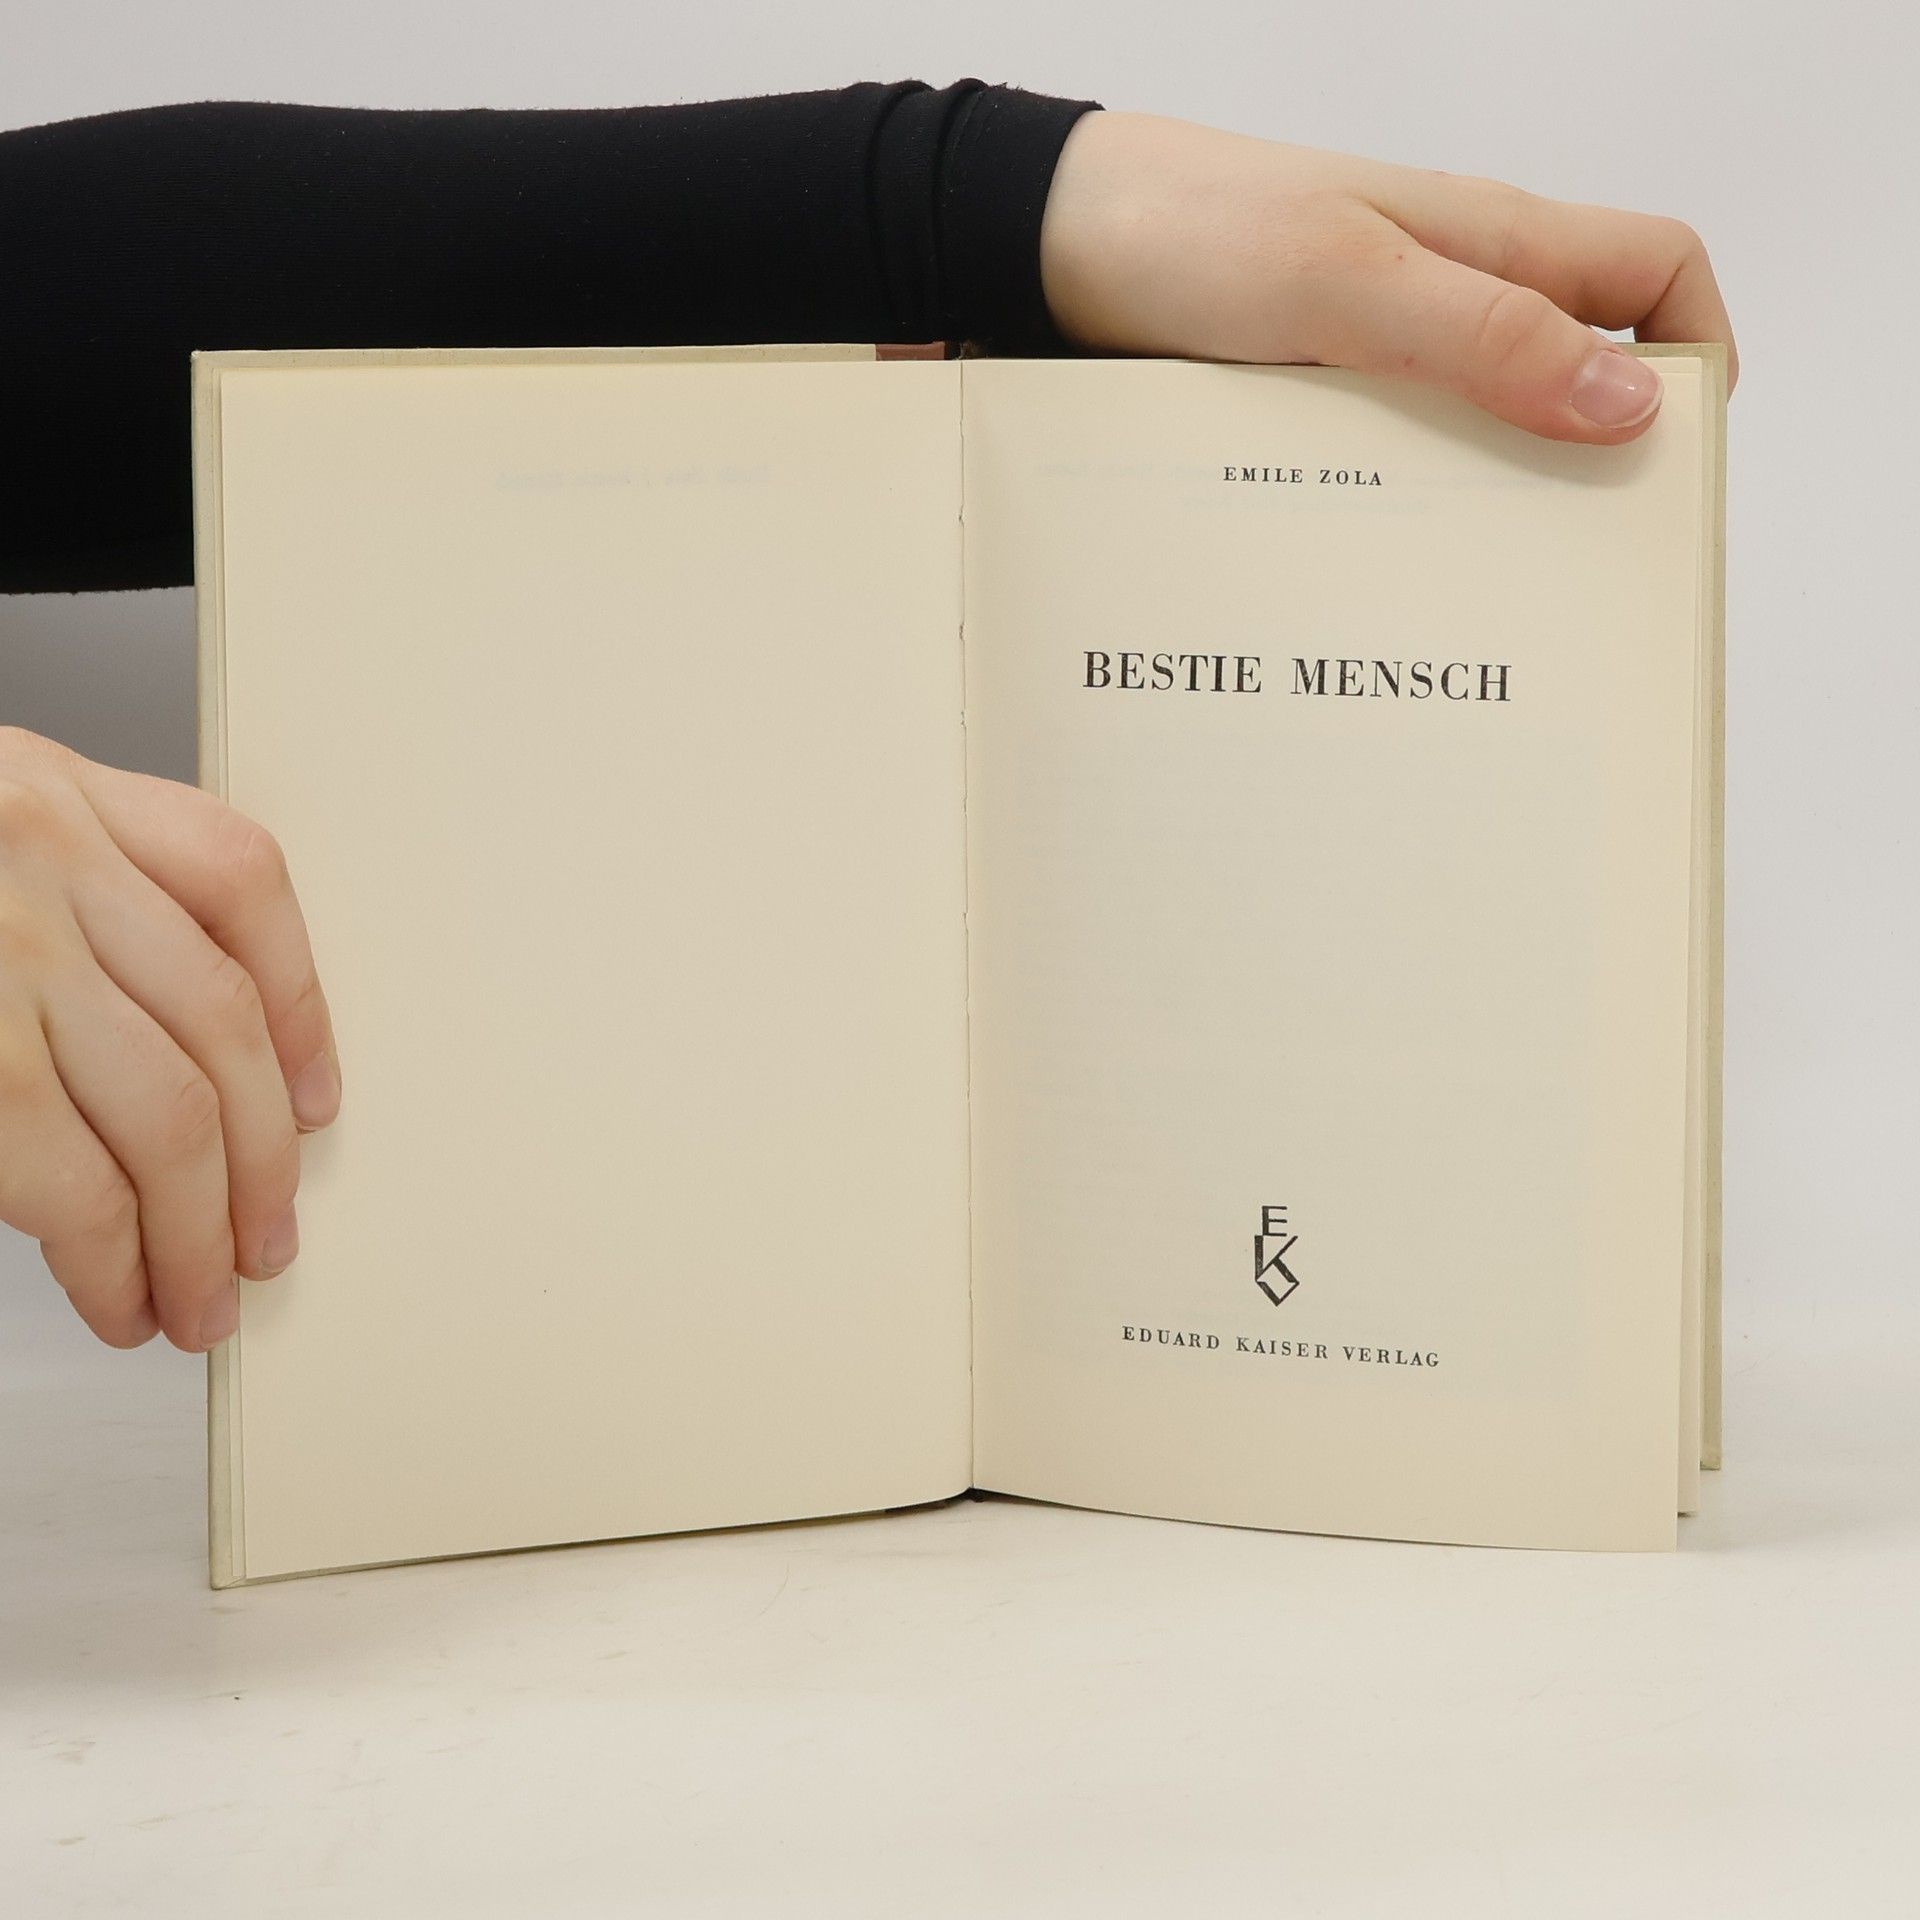 EMILE ZOLA
BESTIE MENSCH
EK
EDUARD KAISER VERLAG